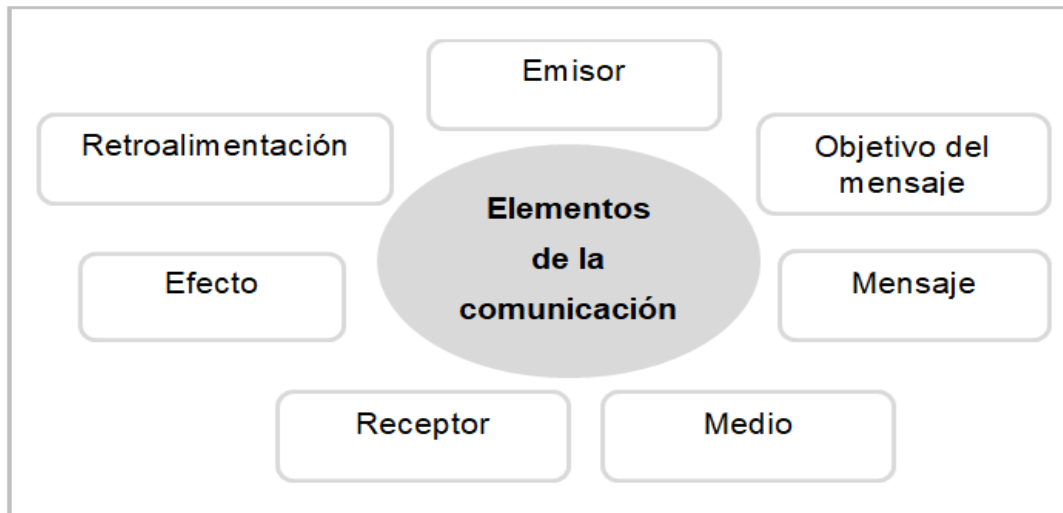 Emisor
Retroalimentación
Objetivo del
mensaje
Elementos
de la
comunicación
Efecto
Mensaje
Receptor
Medio